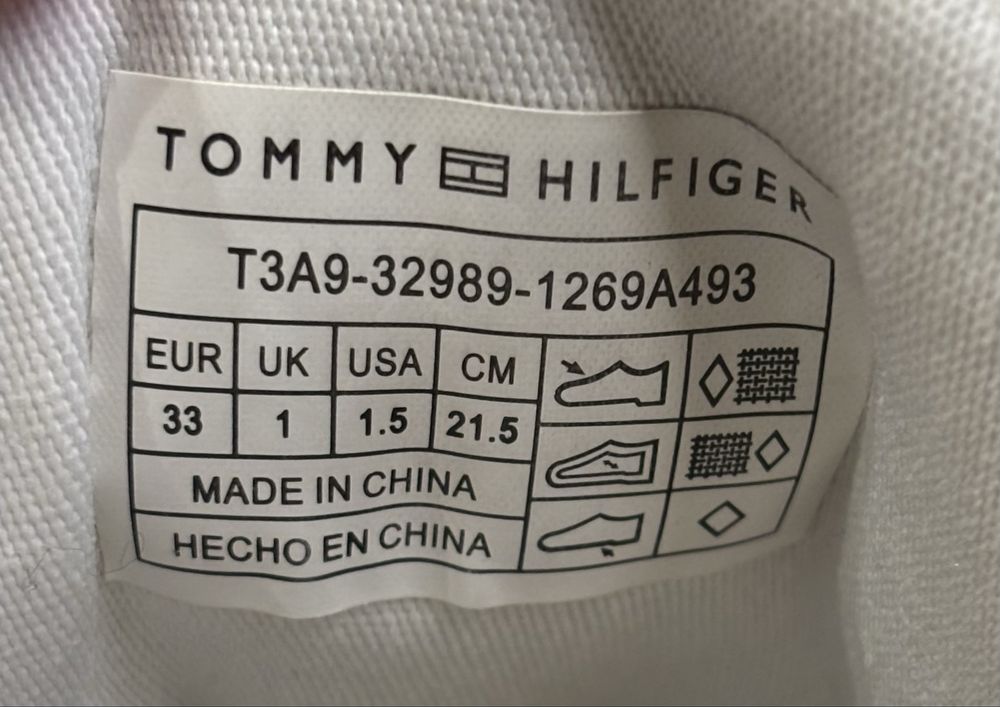 TOMMY HILFIGER
T3A9-32989-1269A493
EUR UK USA CM
33 1 1.5 21.5
MADE IN CHINA
HECHO EN CHINA